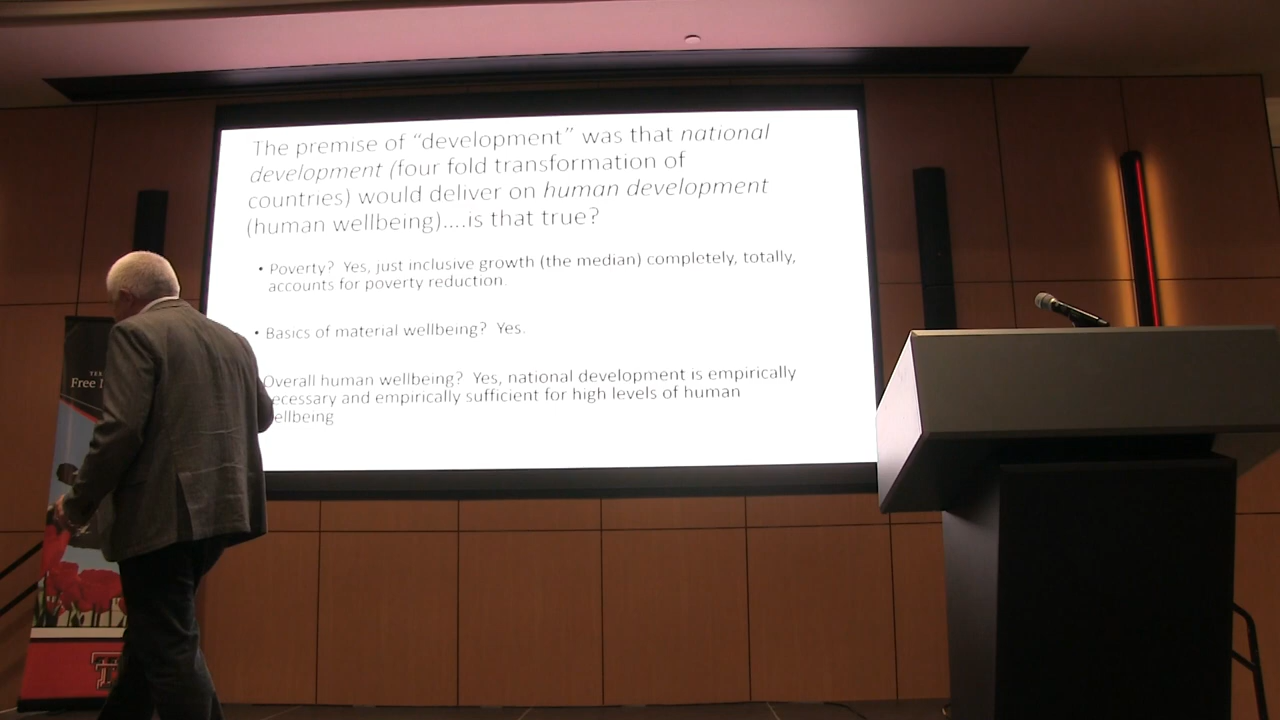 The premise of “development” was that national
development (four fold transformation of
countries) would deliver on human development
(human wellbeing)....is that true?
• Poverty? Yes, just inclusive growth (the median) completely, totally,
accounts for poverty reduction.
• Basics of material wellbeing? Yes.
Overall human wellbeing? Yes, national development is empirically
ecessary and empirically sufficient for high levels of human
ellbeing
Free